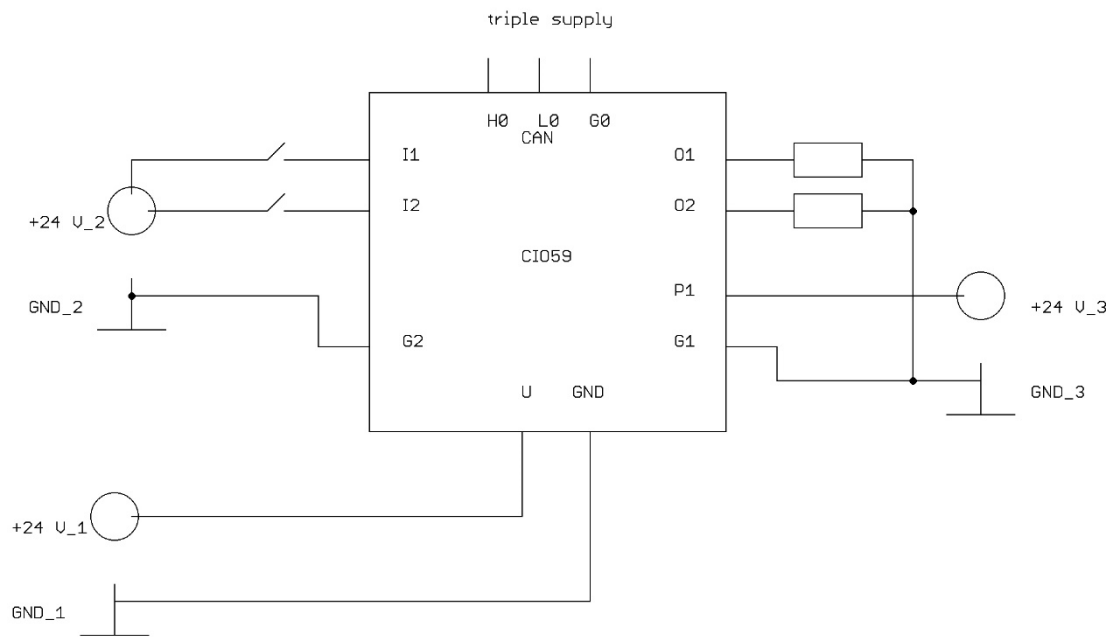 triple supply
H0 L0 G0
CAN
I1
O1
I2
O2
+24 V_2
CIO59
P1
+24 V_3
GND_2
G2
G1
U GND
GND_3
+24 V_1
GND_1